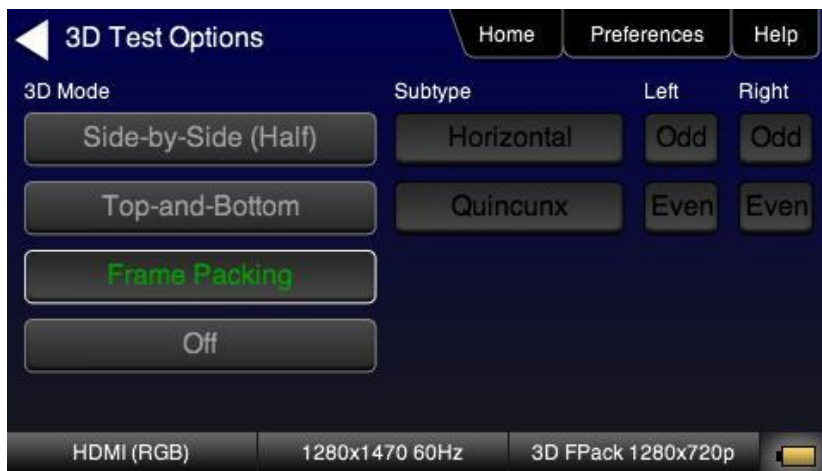 3D Test Options Home Preferences Help
3D Mode Subtype Left Right
Side-by-Side (Half) Horizontal Odd Odd
Top-and-Bottom Quincunx Even Even
Frame Packing
Off
HDMI (RGB) 1280x1470 60Hz 3D FPack 1280x720p